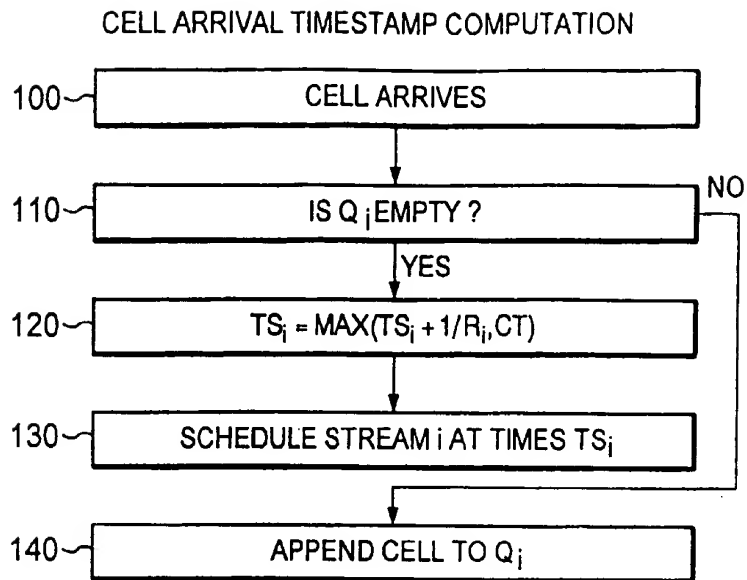 CELL ARRIVAL TIMESTAMP COMPUTATION
100 CELL ARRIVES
NO
110 IS Q i EMPTY ?
YES
120 TSi = MAX(TSi + 1/Ri,CT)
130 SCHEDULE STREAM i AT TIMES TSi
140 APPEND CELL TO Qi